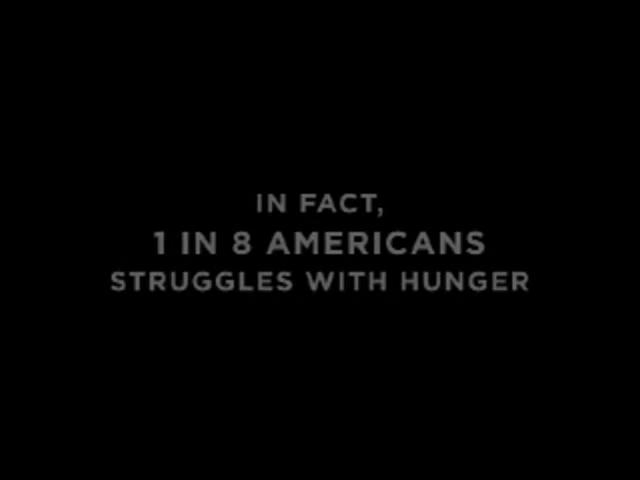 IN FACT,
1 IN 8 AMERICANS
STRUGGLES WITH HUNGER